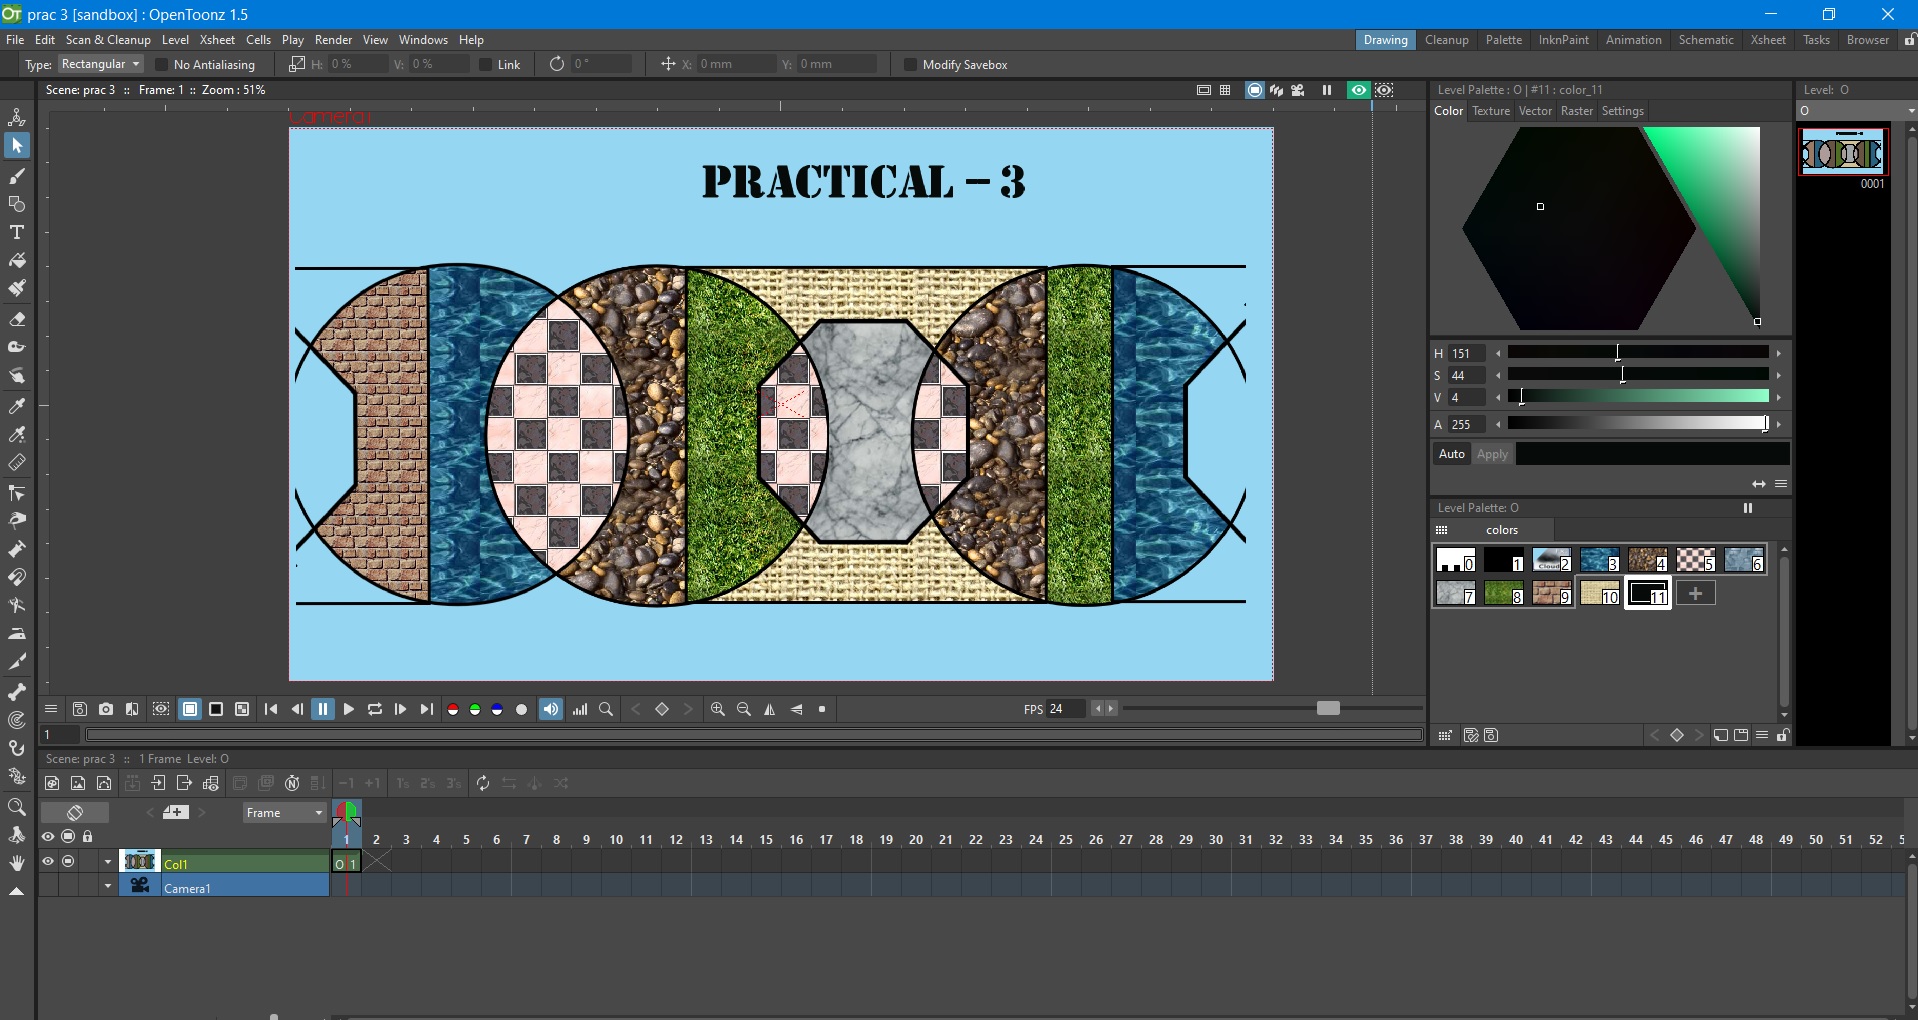 prac 3 [sandbox] : OpenToonz 1.5
File Edit Scan & Cleanup Level Xsheet Cells Play Render View Windows Help
Drawing Cleanup Palette InknPaint Animation Schematic Xsheet Tasks Browser
Type: Rectangular No Antialiasing H: 0 % V: 0 % Link 0 ° X: 0 mm Y: 0 mm Modify Savebox
Scene: prac 3 :: Frame: 1 :: Zoom : 51%
Level Palette : O | #11 : color_11
Level: O
Color Texture Vector Raster Settings
O
Camera1
PRACTICAL – 3
0001
H 151
S 44
V 4
A 255
Auto Apply
Level Palette: O
colors
0 1 Cloud 2 3 4 5 6
7 8 9 10 11 +
FPS 24
1
Scene: prac 3 :: 1 Frame Level: O
-1 +1 1's 2's 3's
Frame
1 2 3 4 5 6 7 8 9 10 11 12 13 14 15 16 17 18 19 20 21 22 23 24 25 26 27 28 29 30 31 32 33 34 35 36 37 38 39 40 41 42 43 44 45 46 47 48 49 50 51 52 5
Col1 O 1
Camera1